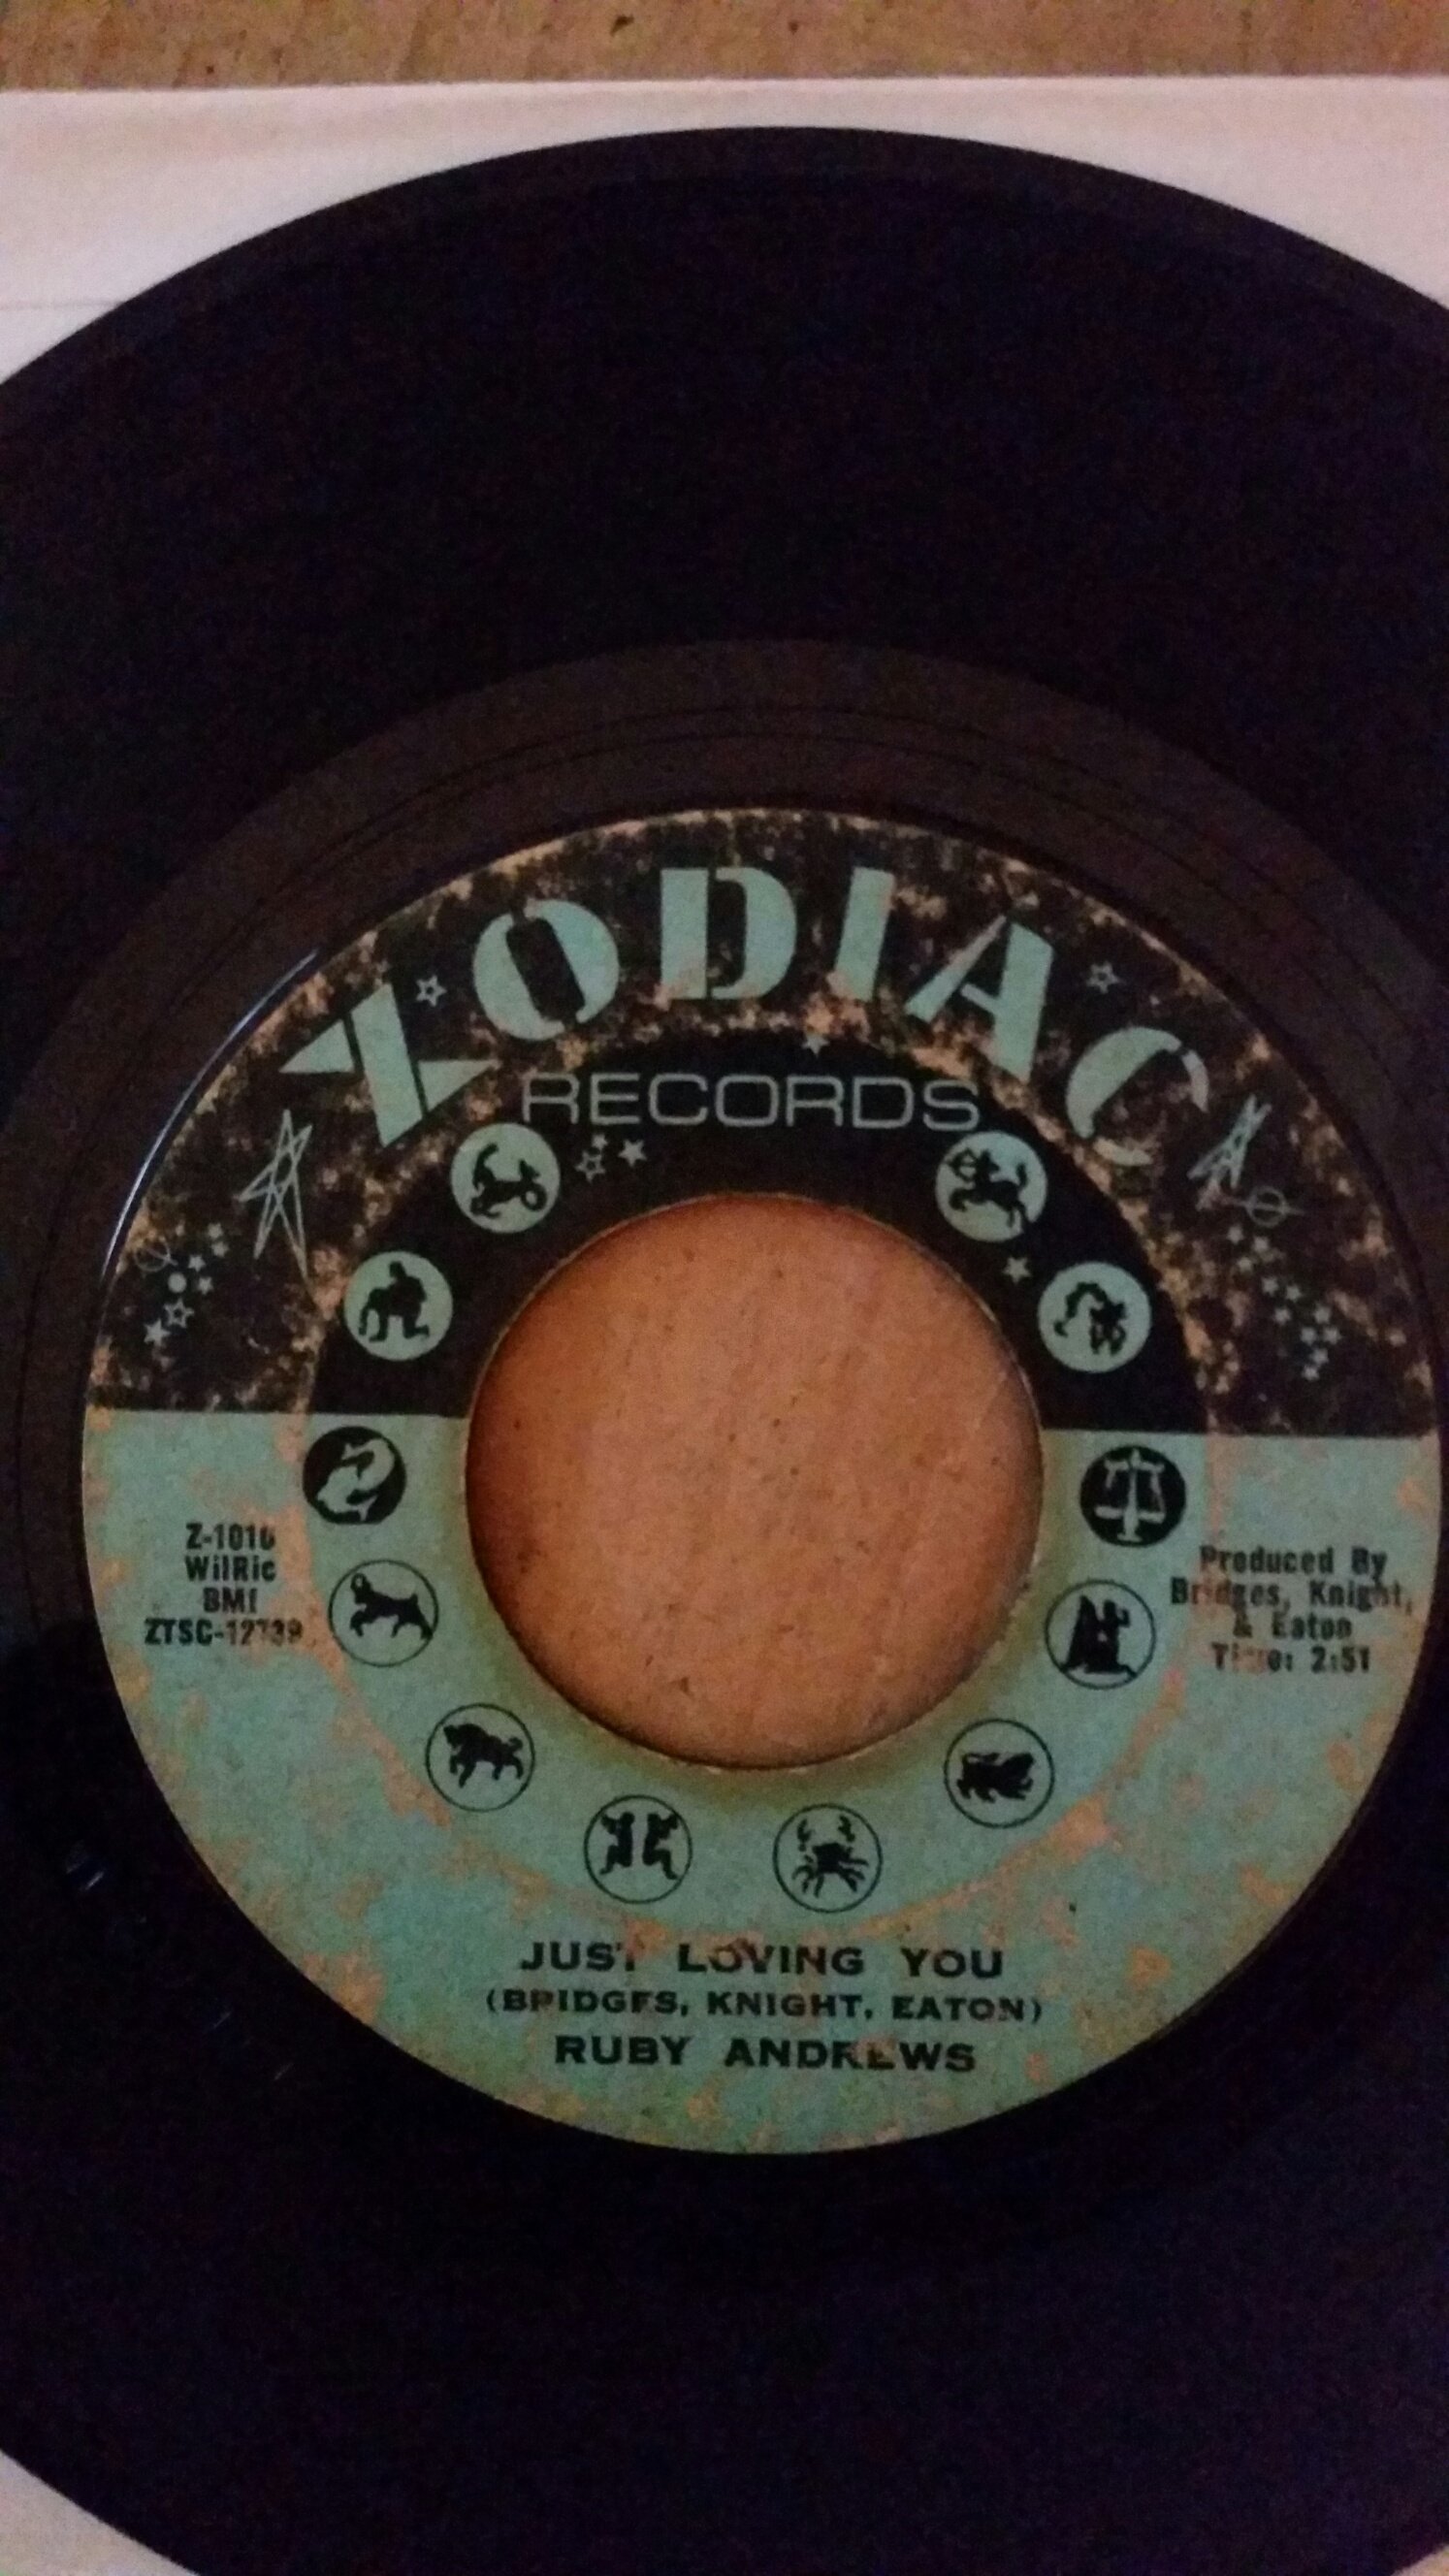 ZODIAC
RECORDS
Z-1016
WilRic
BMI
Produced By
Bridges, Knight,
& Eaton
Time: 2:51
JUST LOVING YOU
(BRIDGES, KNIGHT, EATON)
RUBY ANDREWS